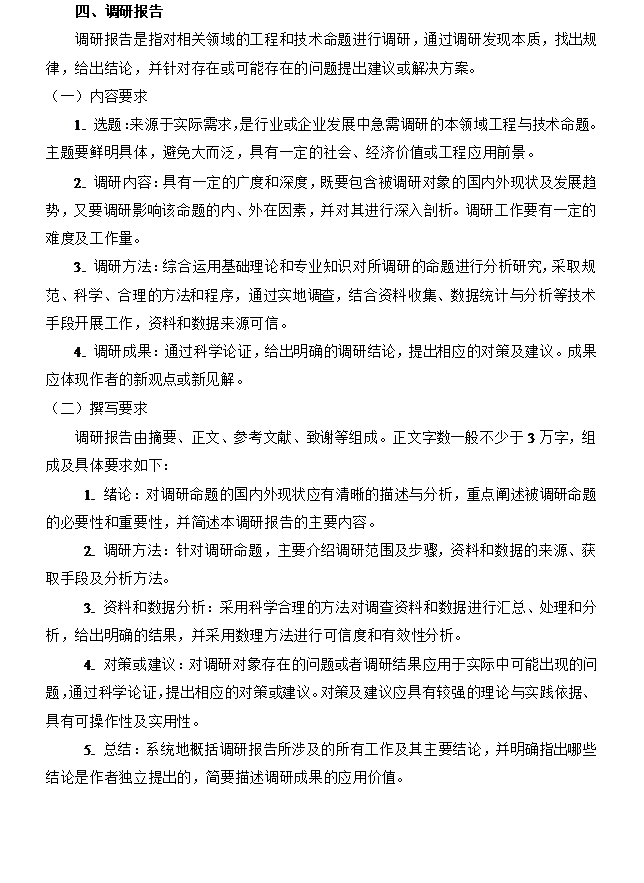 四、调研报告
调研报告是指对相关领域的工程和技术命题进行调研，通过调研发现本质，找出规
律，给出结论，并针对存在或可能存在的问题提出建议或解决方案。
（一）内容要求
1. 选题：来源于实际需求，是行业或企业发展中急需调研的本领域工程与技术命题。
主题要鲜明具体，避免大而泛，具有一定的社会、经济价值或工程应用前景。
2. 调研内容：具有一定的广度和深度，既要包含被调研对象的国内外现状及发展趋
势，又要调研影响该命题的内、外在因素，并对其进行深入剖析。调研工作要有一定的
难度及工作量。
3. 调研方法：综合运用基础理论和专业知识对所调研的命题进行分析研究，采取规
范、科学、合理的方法和程序，通过实地调查，结合资料收集、数据统计与分析等技术
手段开展工作，资料和数据来源可信。
4. 调研成果：通过科学论证，给出明确的调研结论，提出相应的对策及建议。成果
应体现作者的新观点或新见解。
（二）撰写要求
调研报告由摘要、正文、参考文献、致谢等组成。正文字数一般不少于 3 万字，组
成及具体要求如下：
1. 绪论：对调研命题的国内外现状应有清晰的描述与分析，重点阐述被调研命题
的必要性和重要性，并简述本调研报告的主要内容。
2. 调研方法：针对调研命题，主要介绍调研范围及步骤，资料和数据的来源、获
取手段及分析方法。
3. 资料和数据分析：采用科学合理的方法对调查资料和数据进行汇总、处理和分
析，给出明确的结果，并采用数理方法进行可信度和有效性分析。
4. 对策或建议：对调研对象存在的问题或者调研结果应用于实际中可能出现的问
题，通过科学论证，提出相应的对策或建议。对策及建议应具有较强的理论与实践依据、
具有可操作性及实用性。
5. 总结：系统地概括调研报告所涉及的所有工作及其主要结论，并明确指出哪些
结论是作者独立提出的，简要描述调研成果的应用价值。